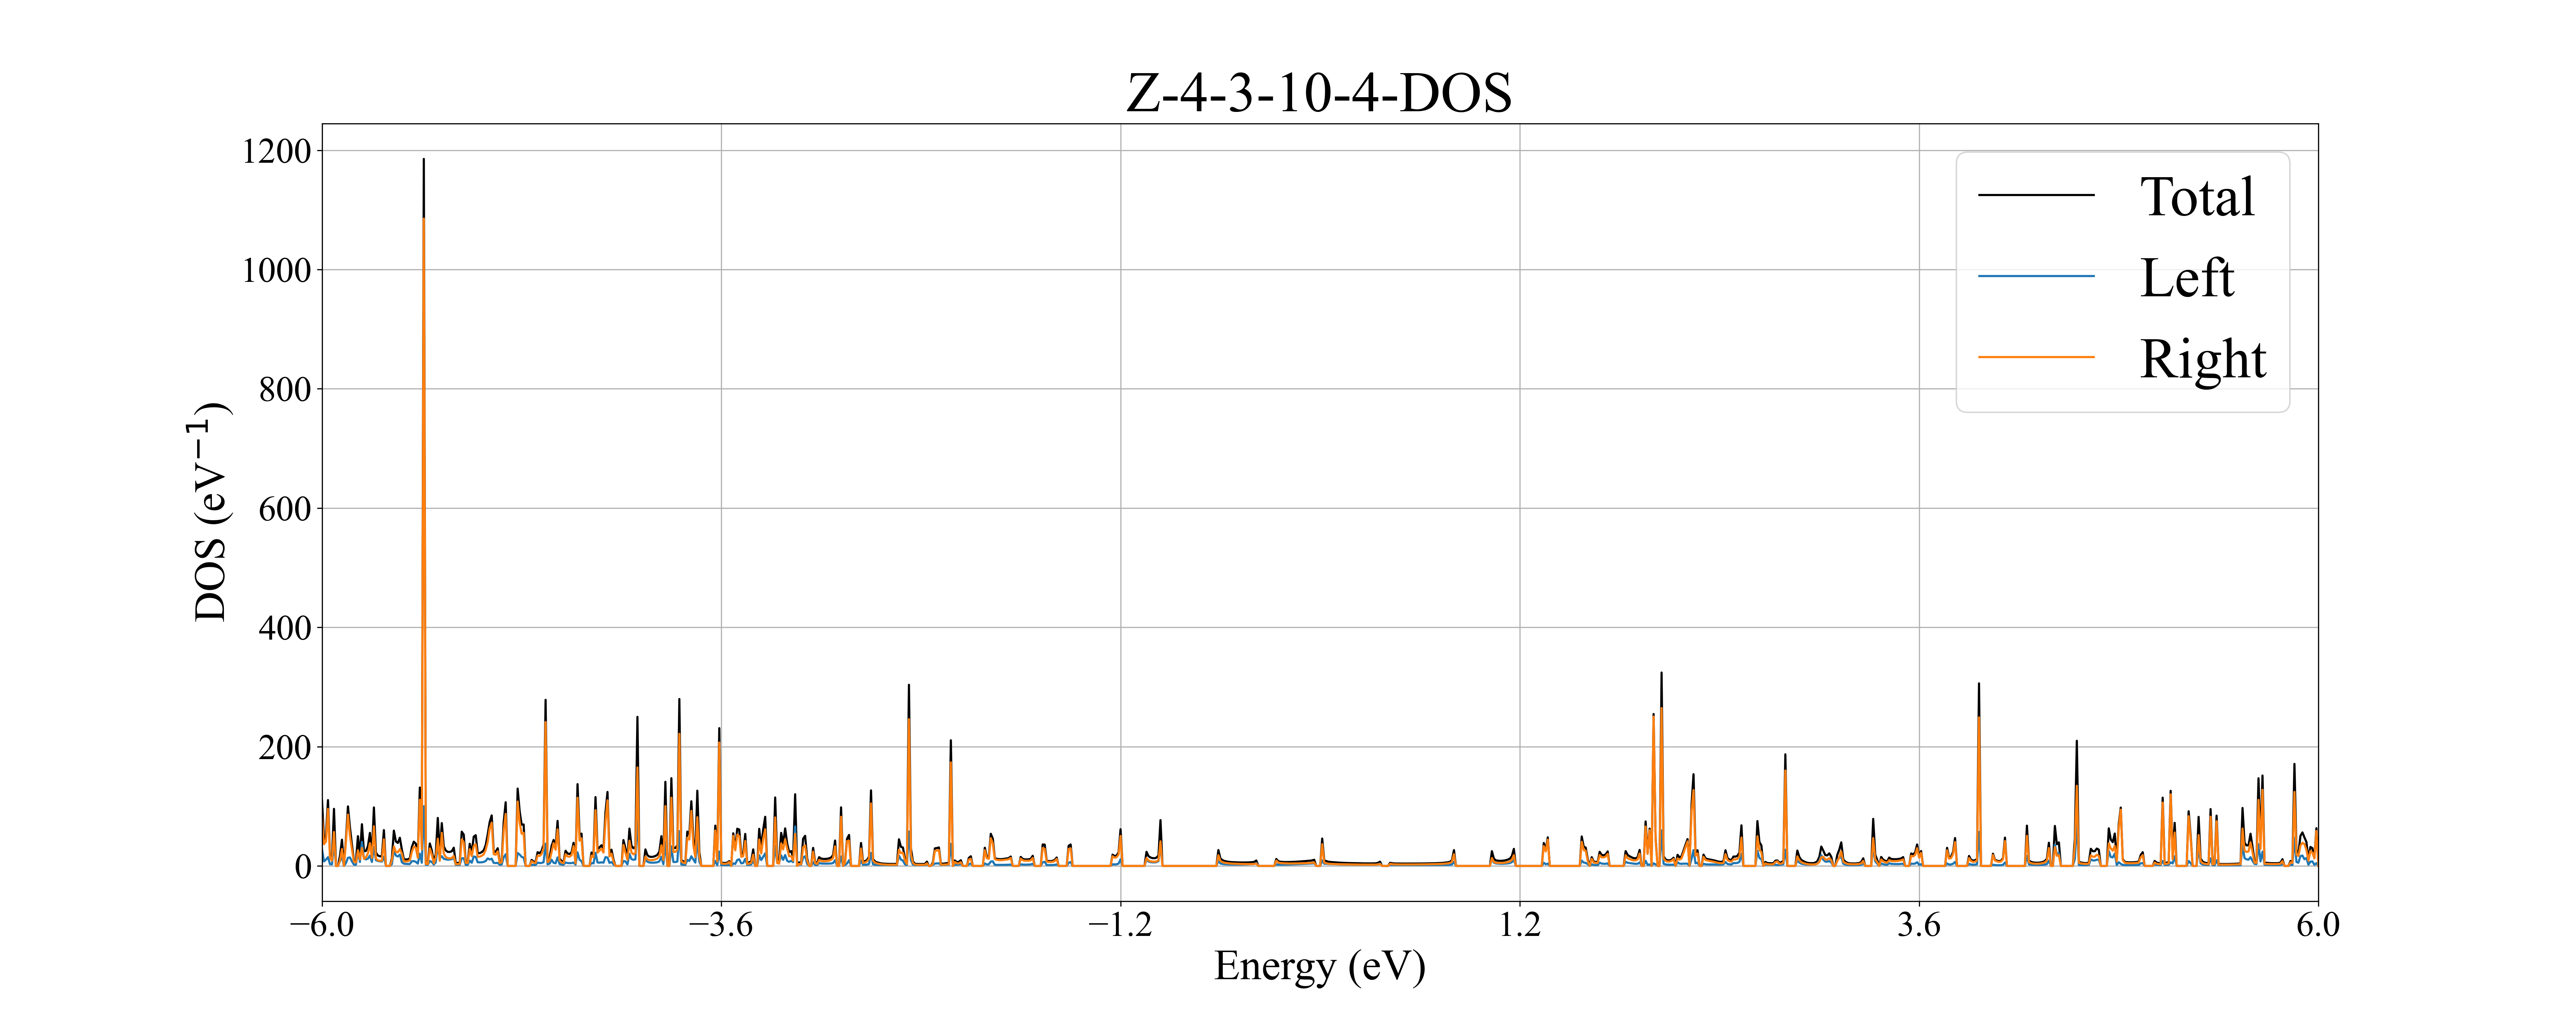 Z-4-3-10-4-DOS
1200
1000
800
600
400
200
0
DOS (eV⁻¹)
Total
Left
Right
−6.0 −3.6 −1.2 1.2 3.6 6.0
Energy (eV)